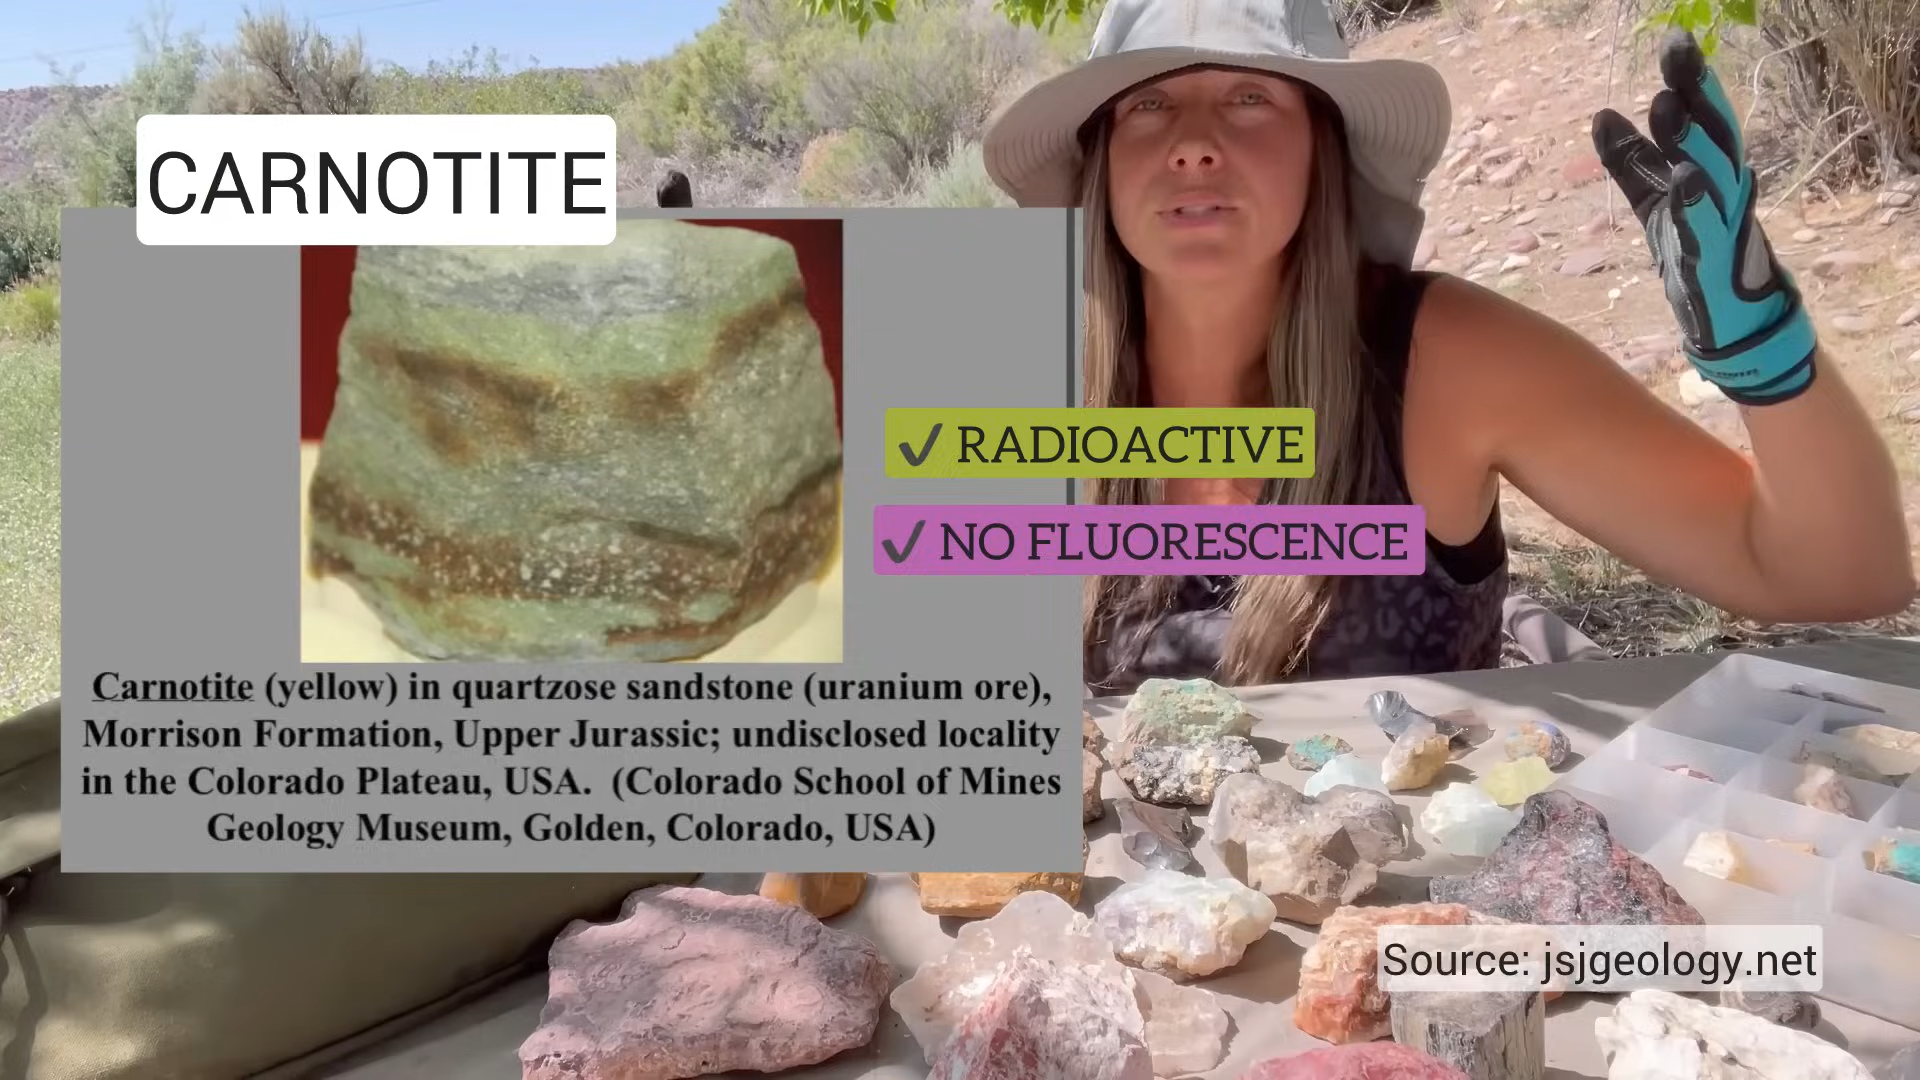 CARNOTITE
✓ RADIOACTIVE
✓ NO FLUORESCENCE
Carnotite (yellow) in quartzose sandstone (uranium ore),
Morrison Formation, Upper Jurassic; undisclosed locality
in the Colorado Plateau, USA.  (Colorado School of Mines
Geology Museum, Golden, Colorado, USA)
Source: jsjgeology.net